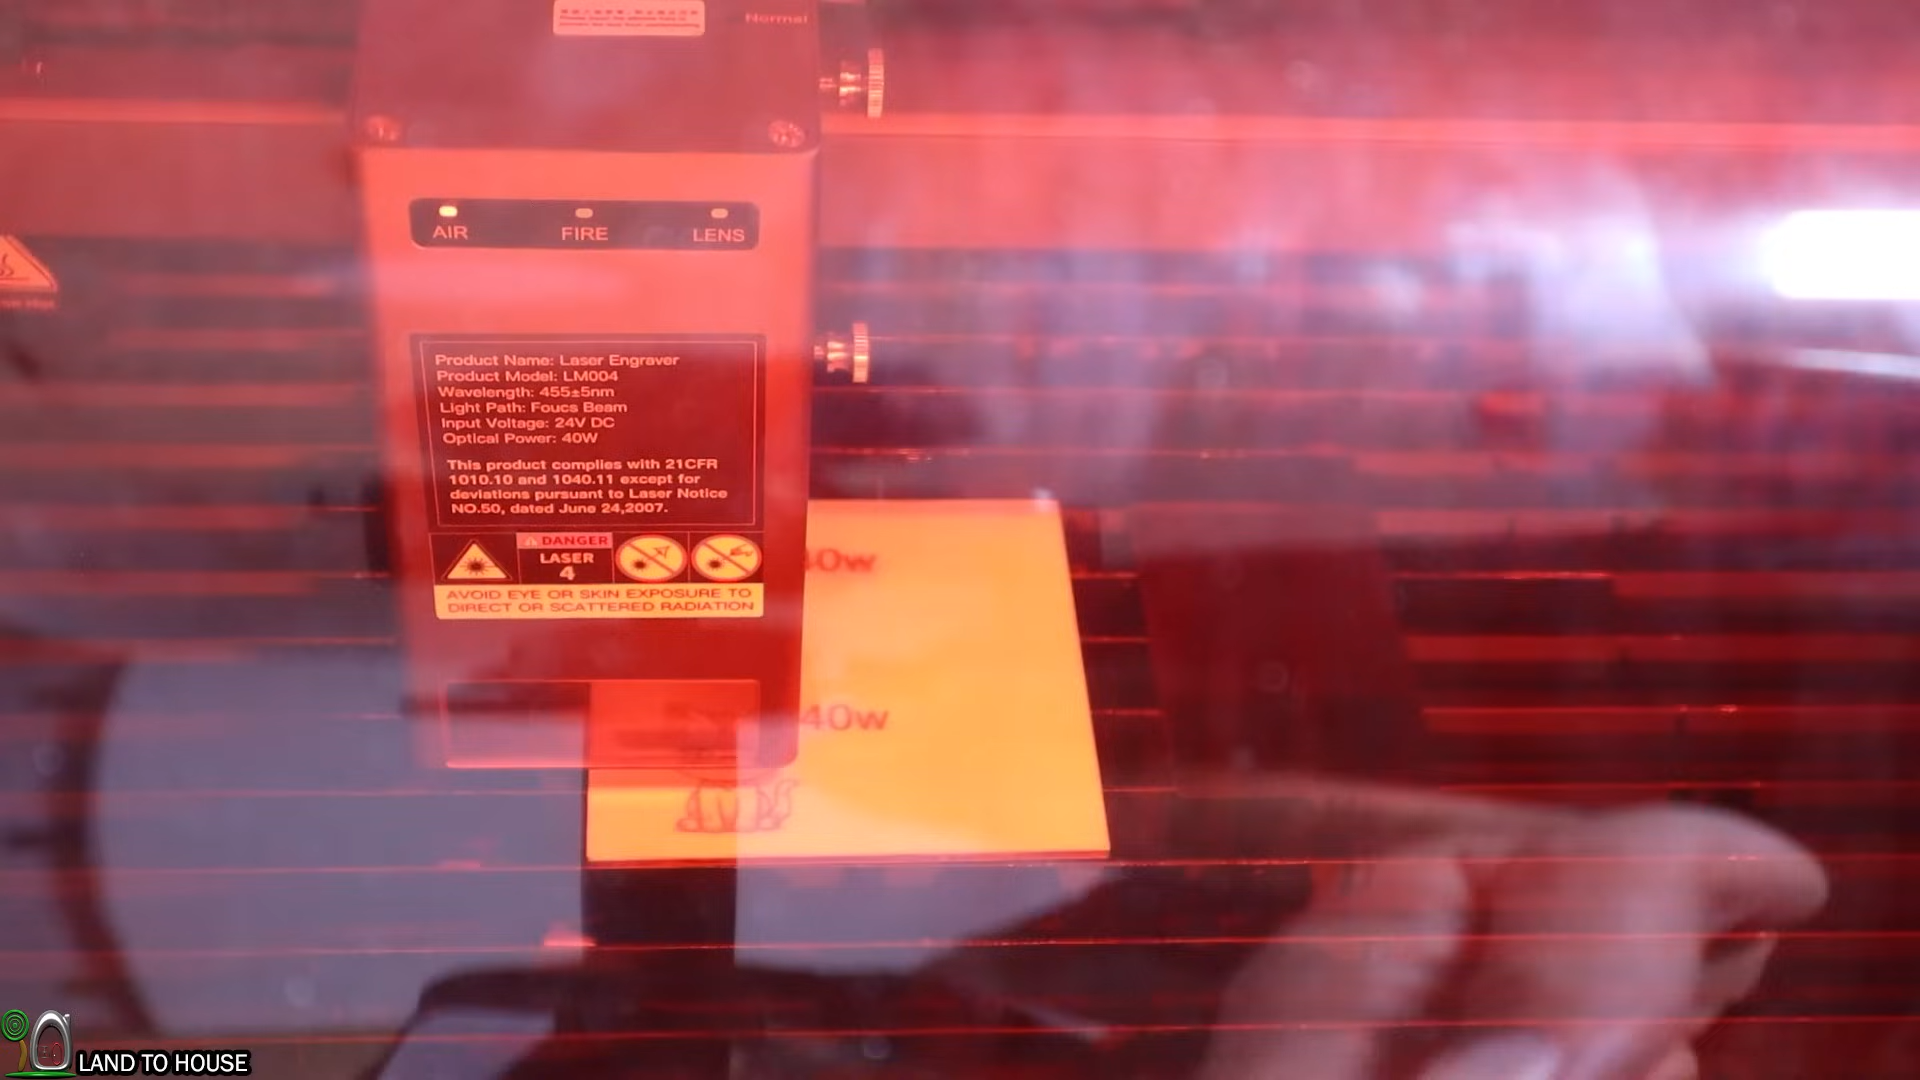 Normal
AIR FIRE LENS
Product Name: Laser Engraver
Product Model: LM004
Wavelength: 455±5nm
Light Path: Foucs Beam
Input Voltage: 24V DC
Optical Power: 40W
This product complies with 21CFR
1010.10 and 1040.11 except for
deviations pursuant to Laser Notice
NO.50, dated June 24,2007.
DANGER
LASER
4
AVOID EYE OR SKIN EXPOSURE TO
DIRECT OR SCATTERED RADIATION
40w
40w
LAND TO HOUSE